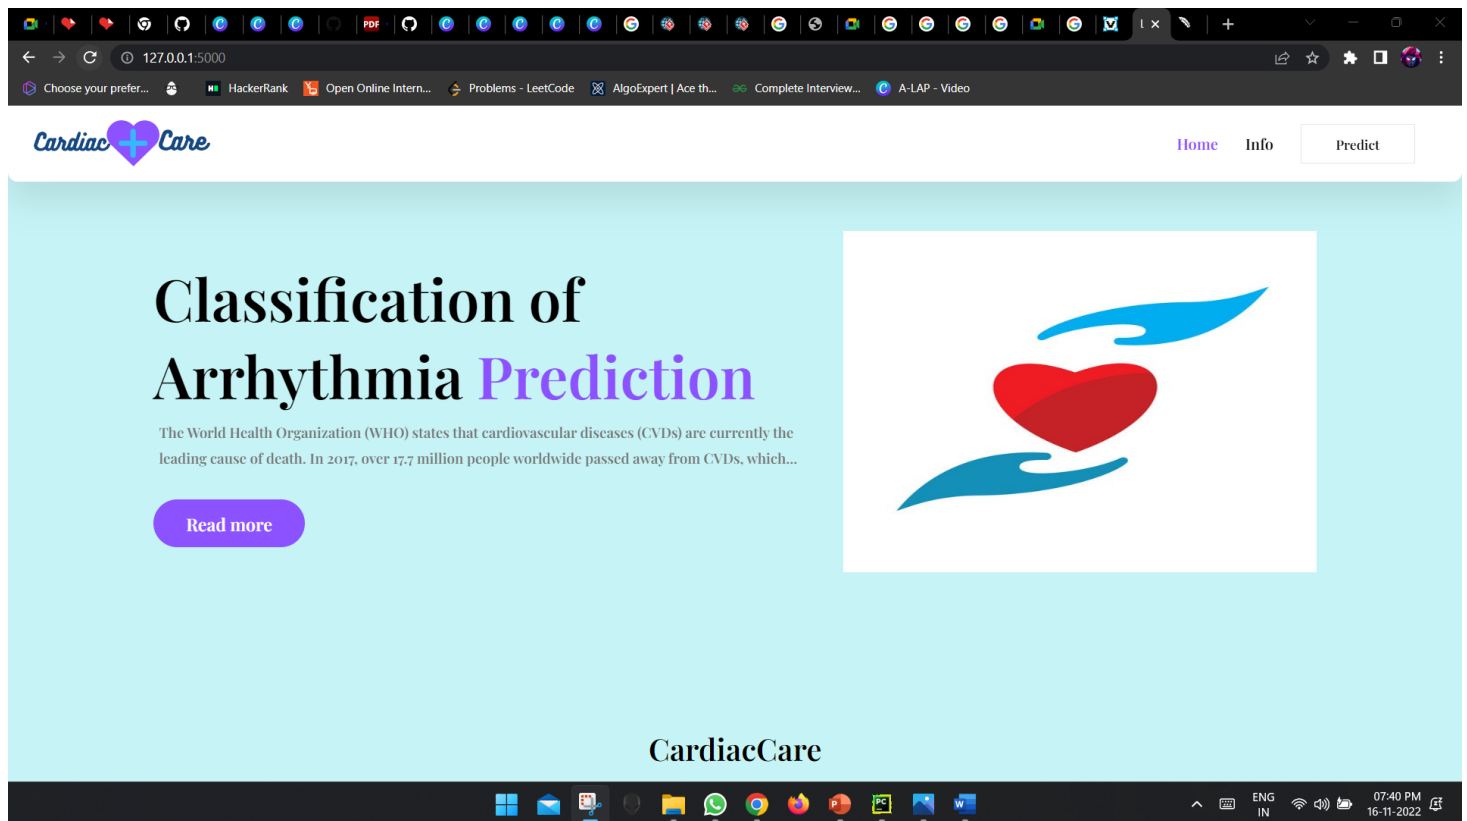 PDF
L
127.0.0.1:5000
Choose your prefer...
HackerRank
Open Online Intern...
Problems - LeetCode
AlgoExpert | Ace th...
Complete Interview...
A-LAP - Video
Cardiac Care
Home
Info
Predict
Classification of
Arrhythmia Prediction
The World Health Organization (WHO) states that cardiovascular diseases (CVDs) are currently the
leading cause of death. In 2017, over 17.7 million people worldwide passed away from CVDs, which...
Read more
CardiacCare
ENG
IN
07:40 PM
16-11-2022